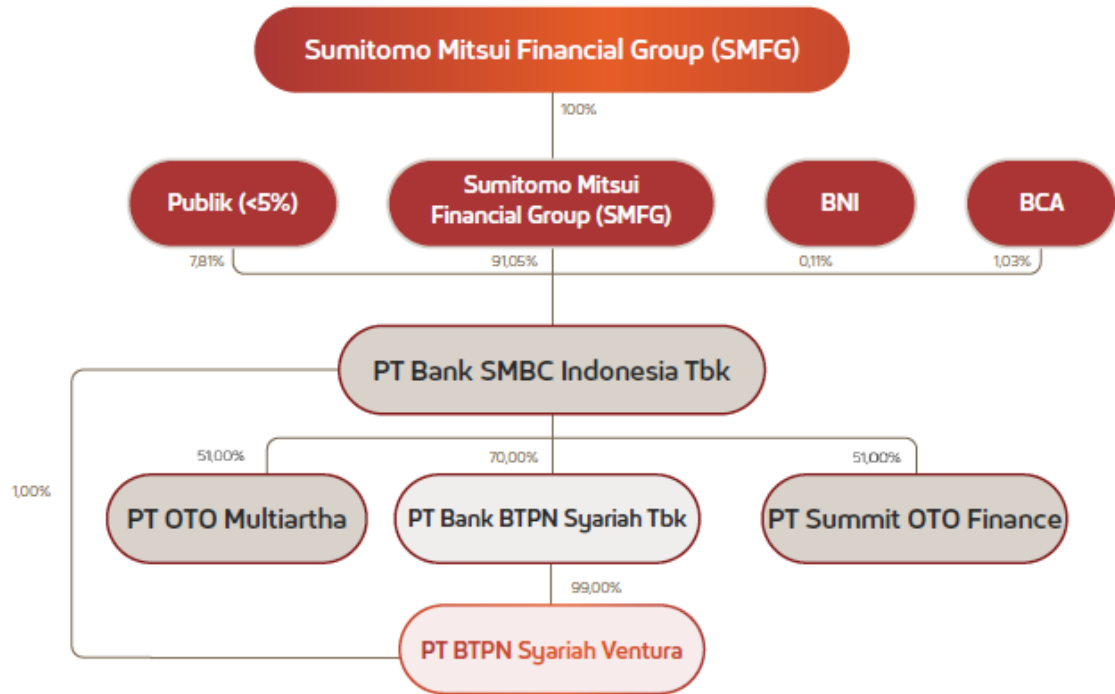 Sumitomo Mitsui Financial Group (SMFG)
100%
Publik (<5%)
Sumitomo Mitsui
Financial Group (SMFG)
BNI
BCA
7,81%
91,05%
0,11%
1,03%
PT Bank SMBC Indonesia Tbk
51,00%
70,00%
51,00%
1,00%
PT OTO Multiartha
PT Bank BTPN Syariah Tbk
PT Summit OTO Finance
99,00%
PT BTPN Syariah Ventura